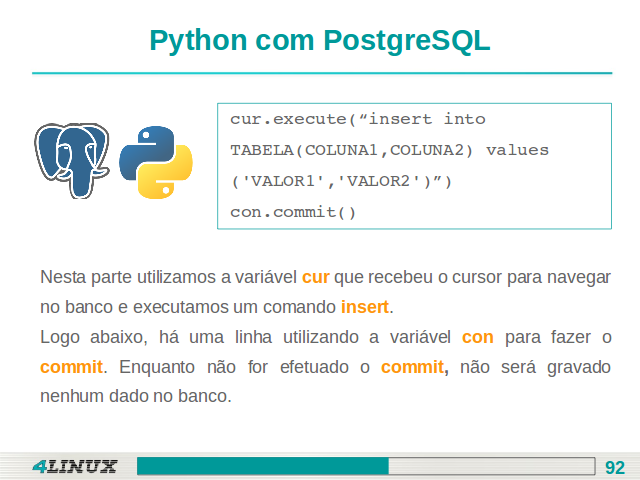 Python com PostgreSQL
cur.execute(“insert into
TABELA(COLUNA1,COLUNA2) values
('VALOR1','VALOR2')”)
con.commit()
Nesta parte utilizamos a variável cur que recebeu o cursor para navegar
no banco e executamos um comando insert.
Logo abaixo, há uma linha utilizando a variável con para fazer o
commit. Enquanto não for efetuado o commit, não será gravado
nenhum dado no banco.
4LINUX
92